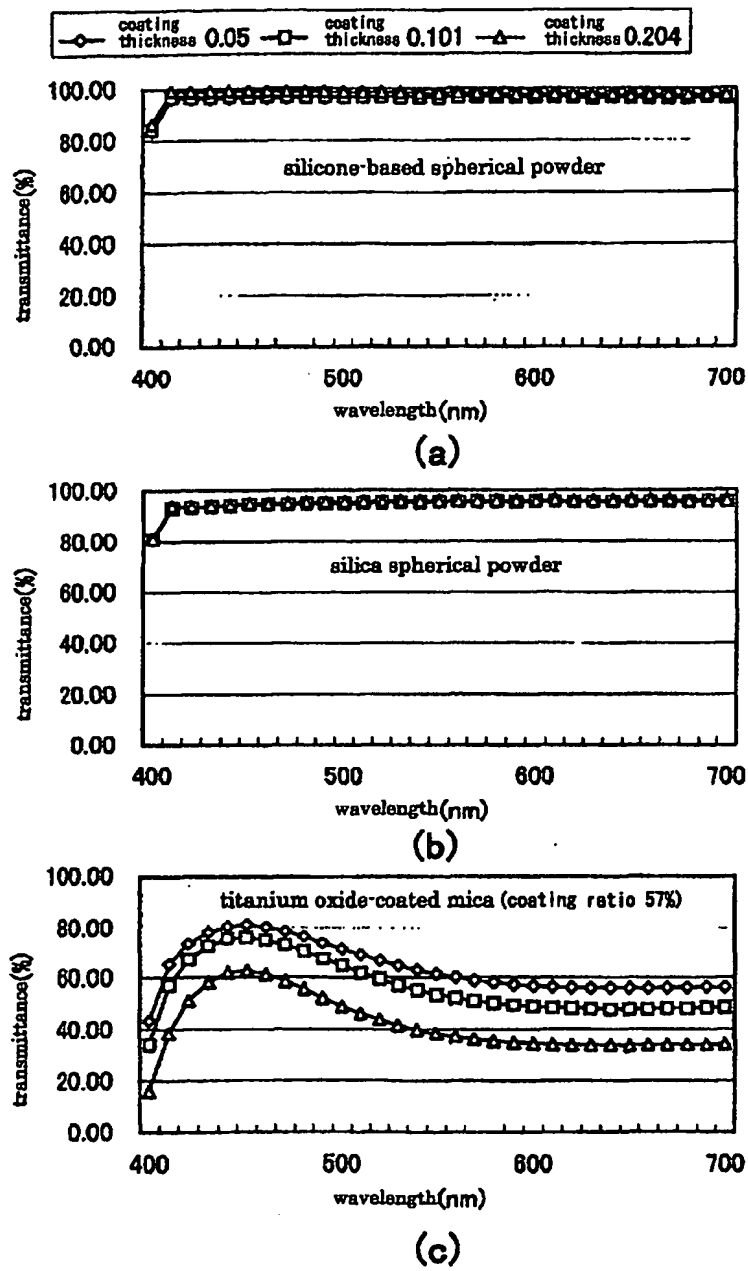 coating thickness 0.05 coating thickness 0.101 coating thickness 0.204
100.00
80.00
60.00
40.00
20.00
0.00
transmittance(%)
silicone-based spherical powder
400 500 600 700
wavelength(nm)
(a)
100.00
80.00
60.00
40.00
20.00
0.00
transmittance(%)
silica spherical powder
400 500 600 700
wavelength(nm)
(b)
100.00
80.00
60.00
40.00
20.00
0.00
transmittance(%)
titanium oxide-coated mica (coating ratio 57%)
400 500 600 700
wavelength(nm)
(c)